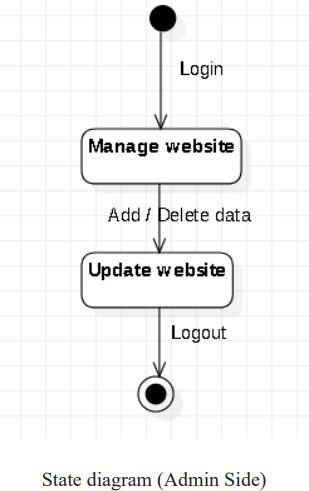 Login
Manage website
Add / Delete data
Update website
Logout
State diagram (Admin Side)